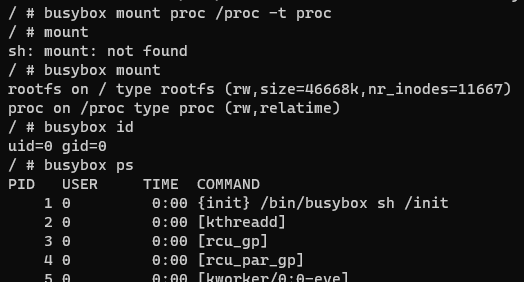 / # busybox mount proc /proc -t proc
/ # mount
sh: mount: not found
/ # busybox mount
rootfs on / type rootfs (rw,size=46668k,nr_inodes=11667)
proc on /proc type proc (rw,relatime)
/ # busybox id
uid=0 gid=0
/ # busybox ps
PID   USER     TIME  COMMAND
    1 0         0:00 {init} /bin/busybox sh /init
    2 0         0:00 [kthreadd]
    3 0         0:00 [rcu_gp]
    4 0         0:00 [rcu_par_gp]
    5 0         0:00 [kworker/0:0-eve]